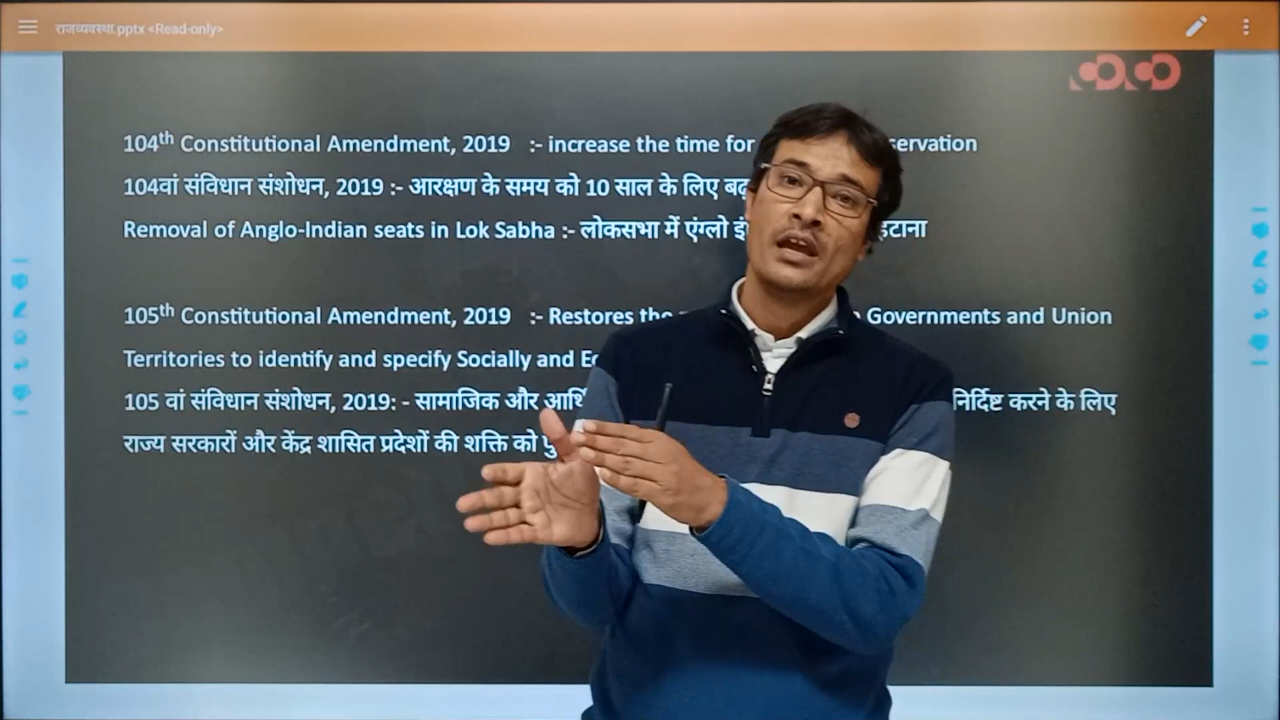 राजव्यवस्था.pptx <Read-only>
104th Constitutional Amendment, 2019 :- increase the time for
104वां संविधान संशोधन, 2019 :- आरक्षण के समय को 10 साल के लिए
Removal of Anglo-Indian seats in Lok Sabha :- लोकसभा में एंग्लो हटाना
105th Constitutional Amendment, 2019 :- Restores the Governments and Union
Territories to identify and specify Socially and
105 वां संविधान संशोधन, 2019: - सामाजिक और निर्दिष्ट करने के लिए
राज्य सरकारों और केंद्र शासित प्रदेशों की शक्ति को